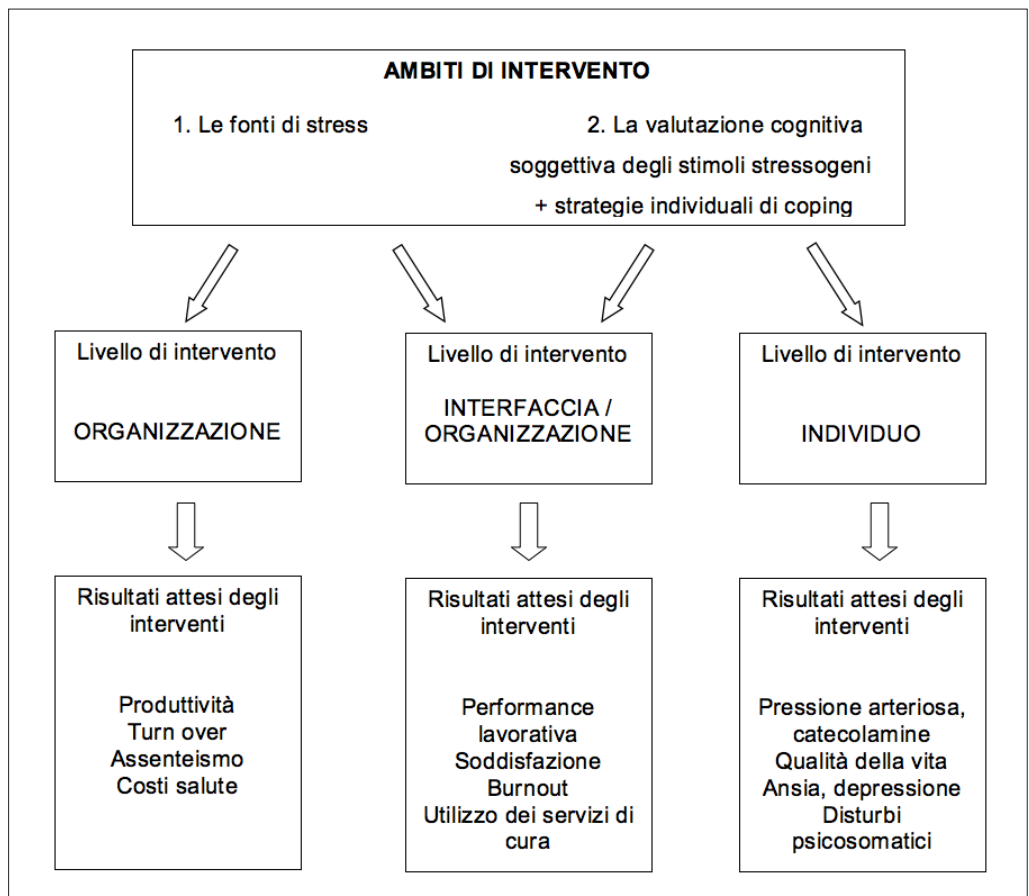 AMBITI DI INTERVENTO
1. Le fonti di stress
2. La valutazione cognitiva
soggettiva degli stimoli stressogeni
+ strategie individuali di coping
Livello di intervento
ORGANIZZAZIONE
Livello di intervento
INTERFACCIA /
ORGANIZZAZIONE
Livello di intervento
INDIVIDUO
Risultati attesi degli
interventi
Produttività
Turn over
Assenteismo
Costi salute
Risultati attesi degli
interventi
Performance
lavorativa
Soddisfazione
Burnout
Utilizzo dei servizi di
cura
Risultati attesi degli
interventi
Pressione arteriosa,
catecolamine
Qualità della vita
Ansia, depressione
Disturbi
psicosomatici